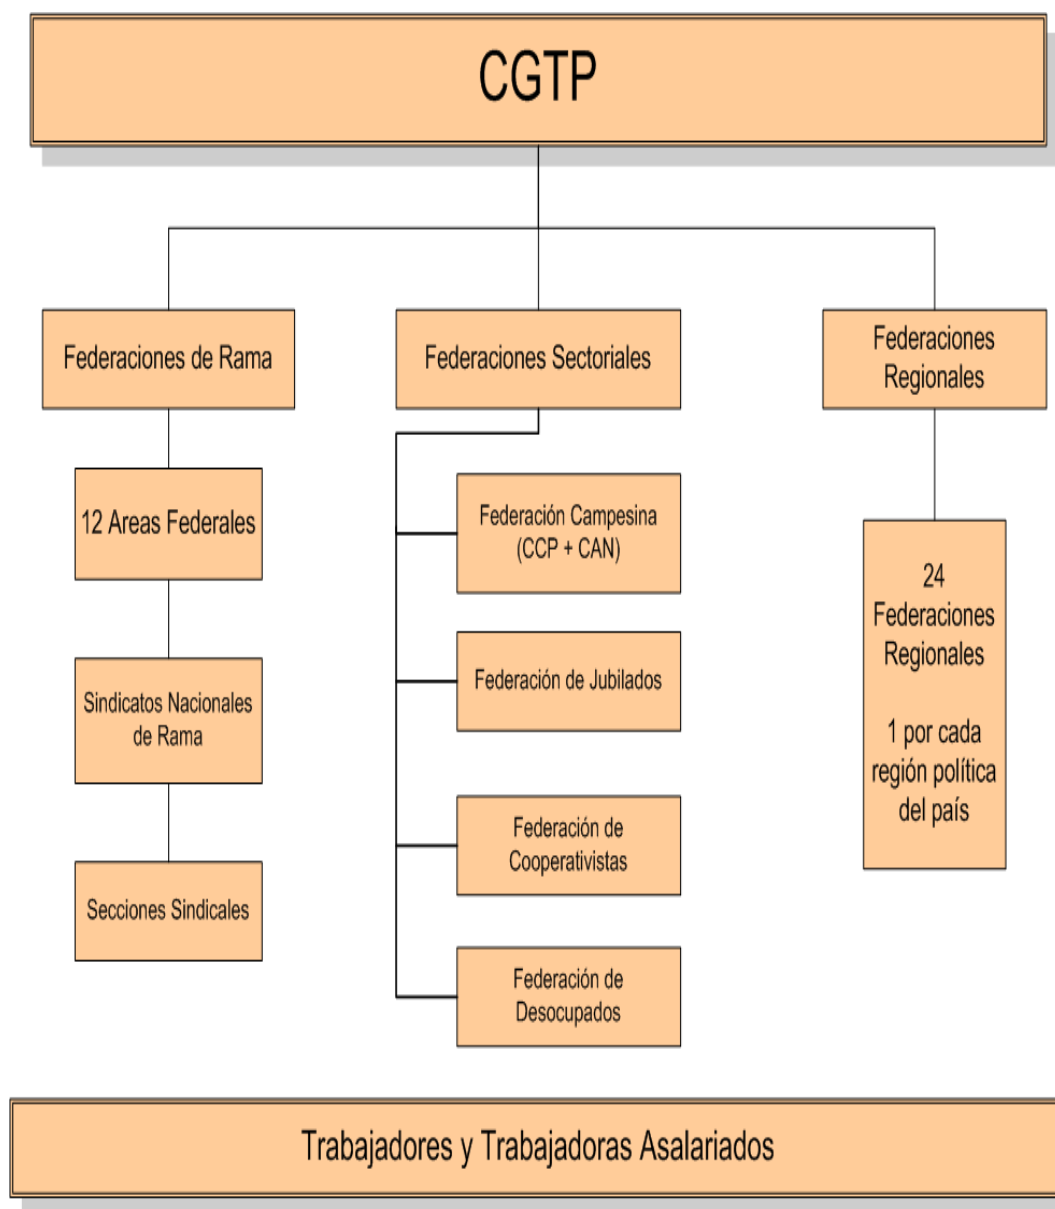 CGTP
Federaciones de Rama
Federaciones Sectoriales
Federaciones
Regionales
12 Areas Federales
Sindicatos Nacionales
de Rama
Secciones Sindicales
Federación Campesina
(CCP + CAN)
Federación de Jubilados
Federación de
Cooperativistas
Federación de
Desocupados
24
Federaciones
Regionales
1 por cada
región política
del país
Trabajadores y Trabajadoras Asalariados